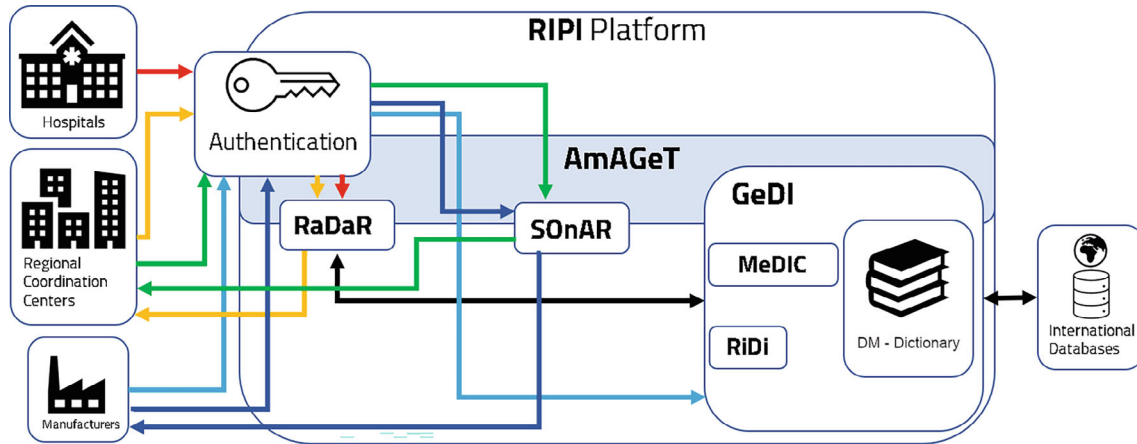 RIPI Platform
Hospitals
Authentication
AmAGeT
Regional
Coordination
Centers
RaDaR
SOnAR
GeDI
MeDIC
RiDi
DM - Dictionary
International
Databases
Manufacturers